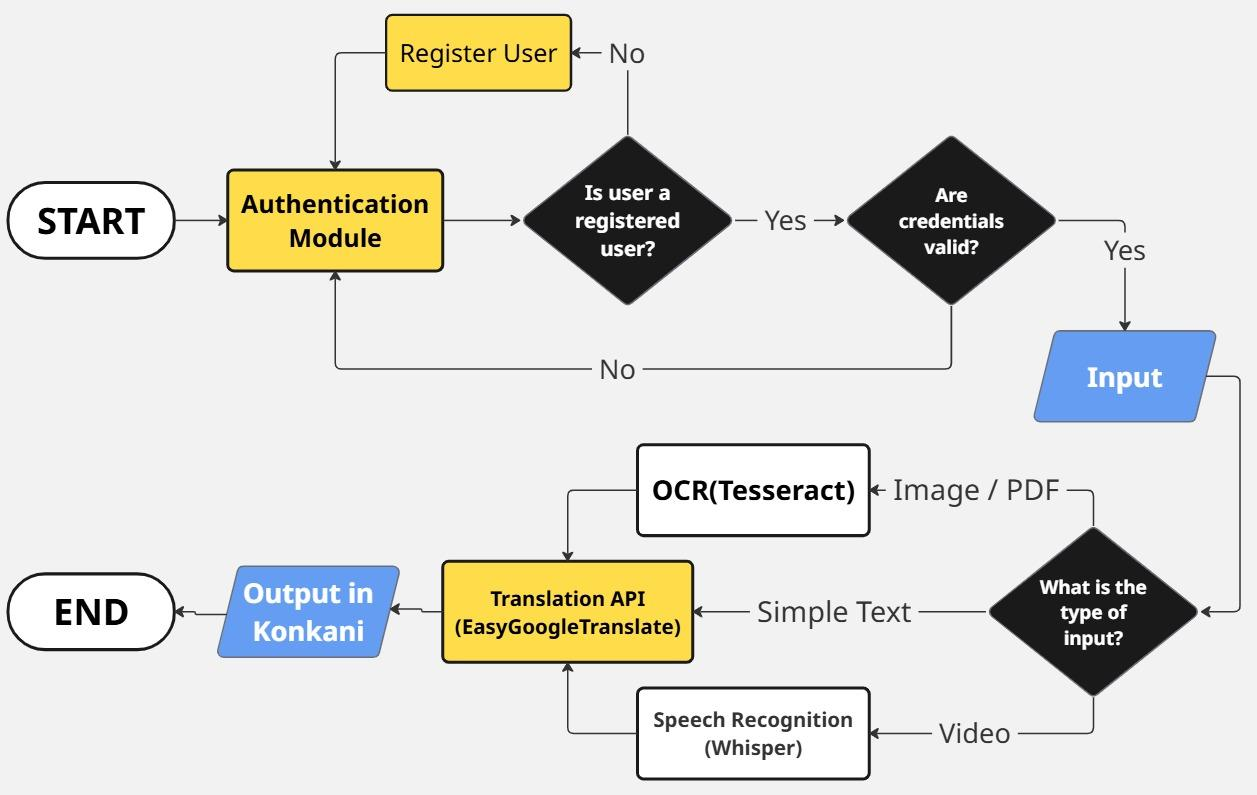 Register User
No
START
Authentication
Module
Is user a
registered
user?
Yes
Are
credentials
valid?
Yes
No
Input
OCR(Tesseract)
Image / PDF
What is the
type of
input?
Simple Text
Translation API
(EasyGoogleTranslate)
Output in
Konkani
END
Speech Recognition
(Whisper)
Video